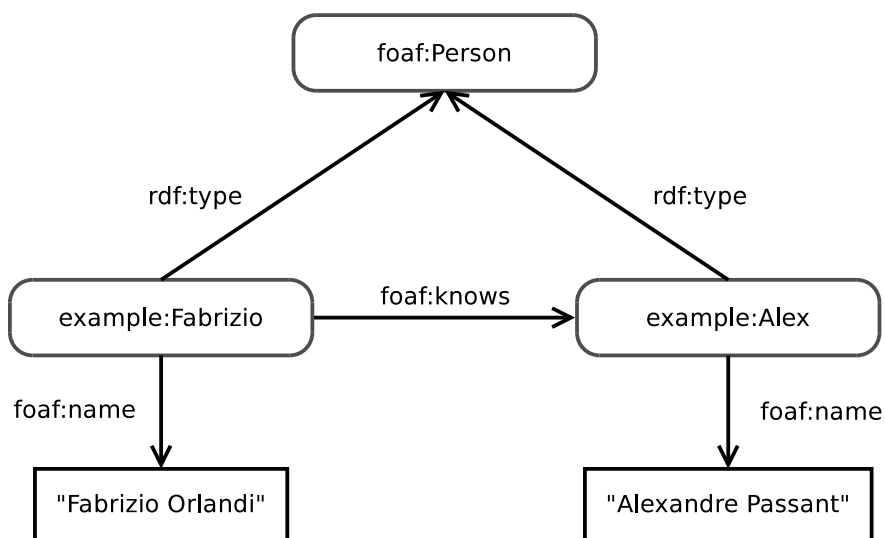 foaf:Person
rdf:type
rdf:type
example:Fabrizio
foaf:knows
example:Alex
foaf:name
foaf:name
"Fabrizio Orlandi"
"Alexandre Passant"